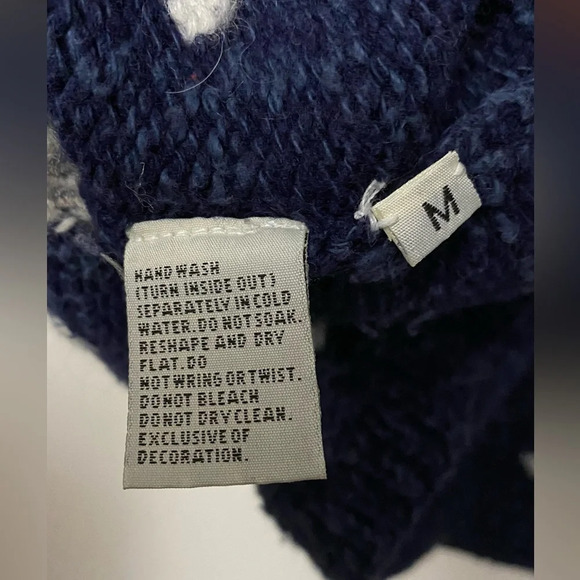 M
HAND WASH
(TURN INSIDE OUT)
SEPARATELY IN COLD
WATER. DO NOT SOAK.
RESHAPE AND DRY
FLAT. DO
NOT WRING OR TWIST.
DO NOT BLEACH
DO NOT DRY CLEAN.
EXCLUSIVE OF
DECORATION.